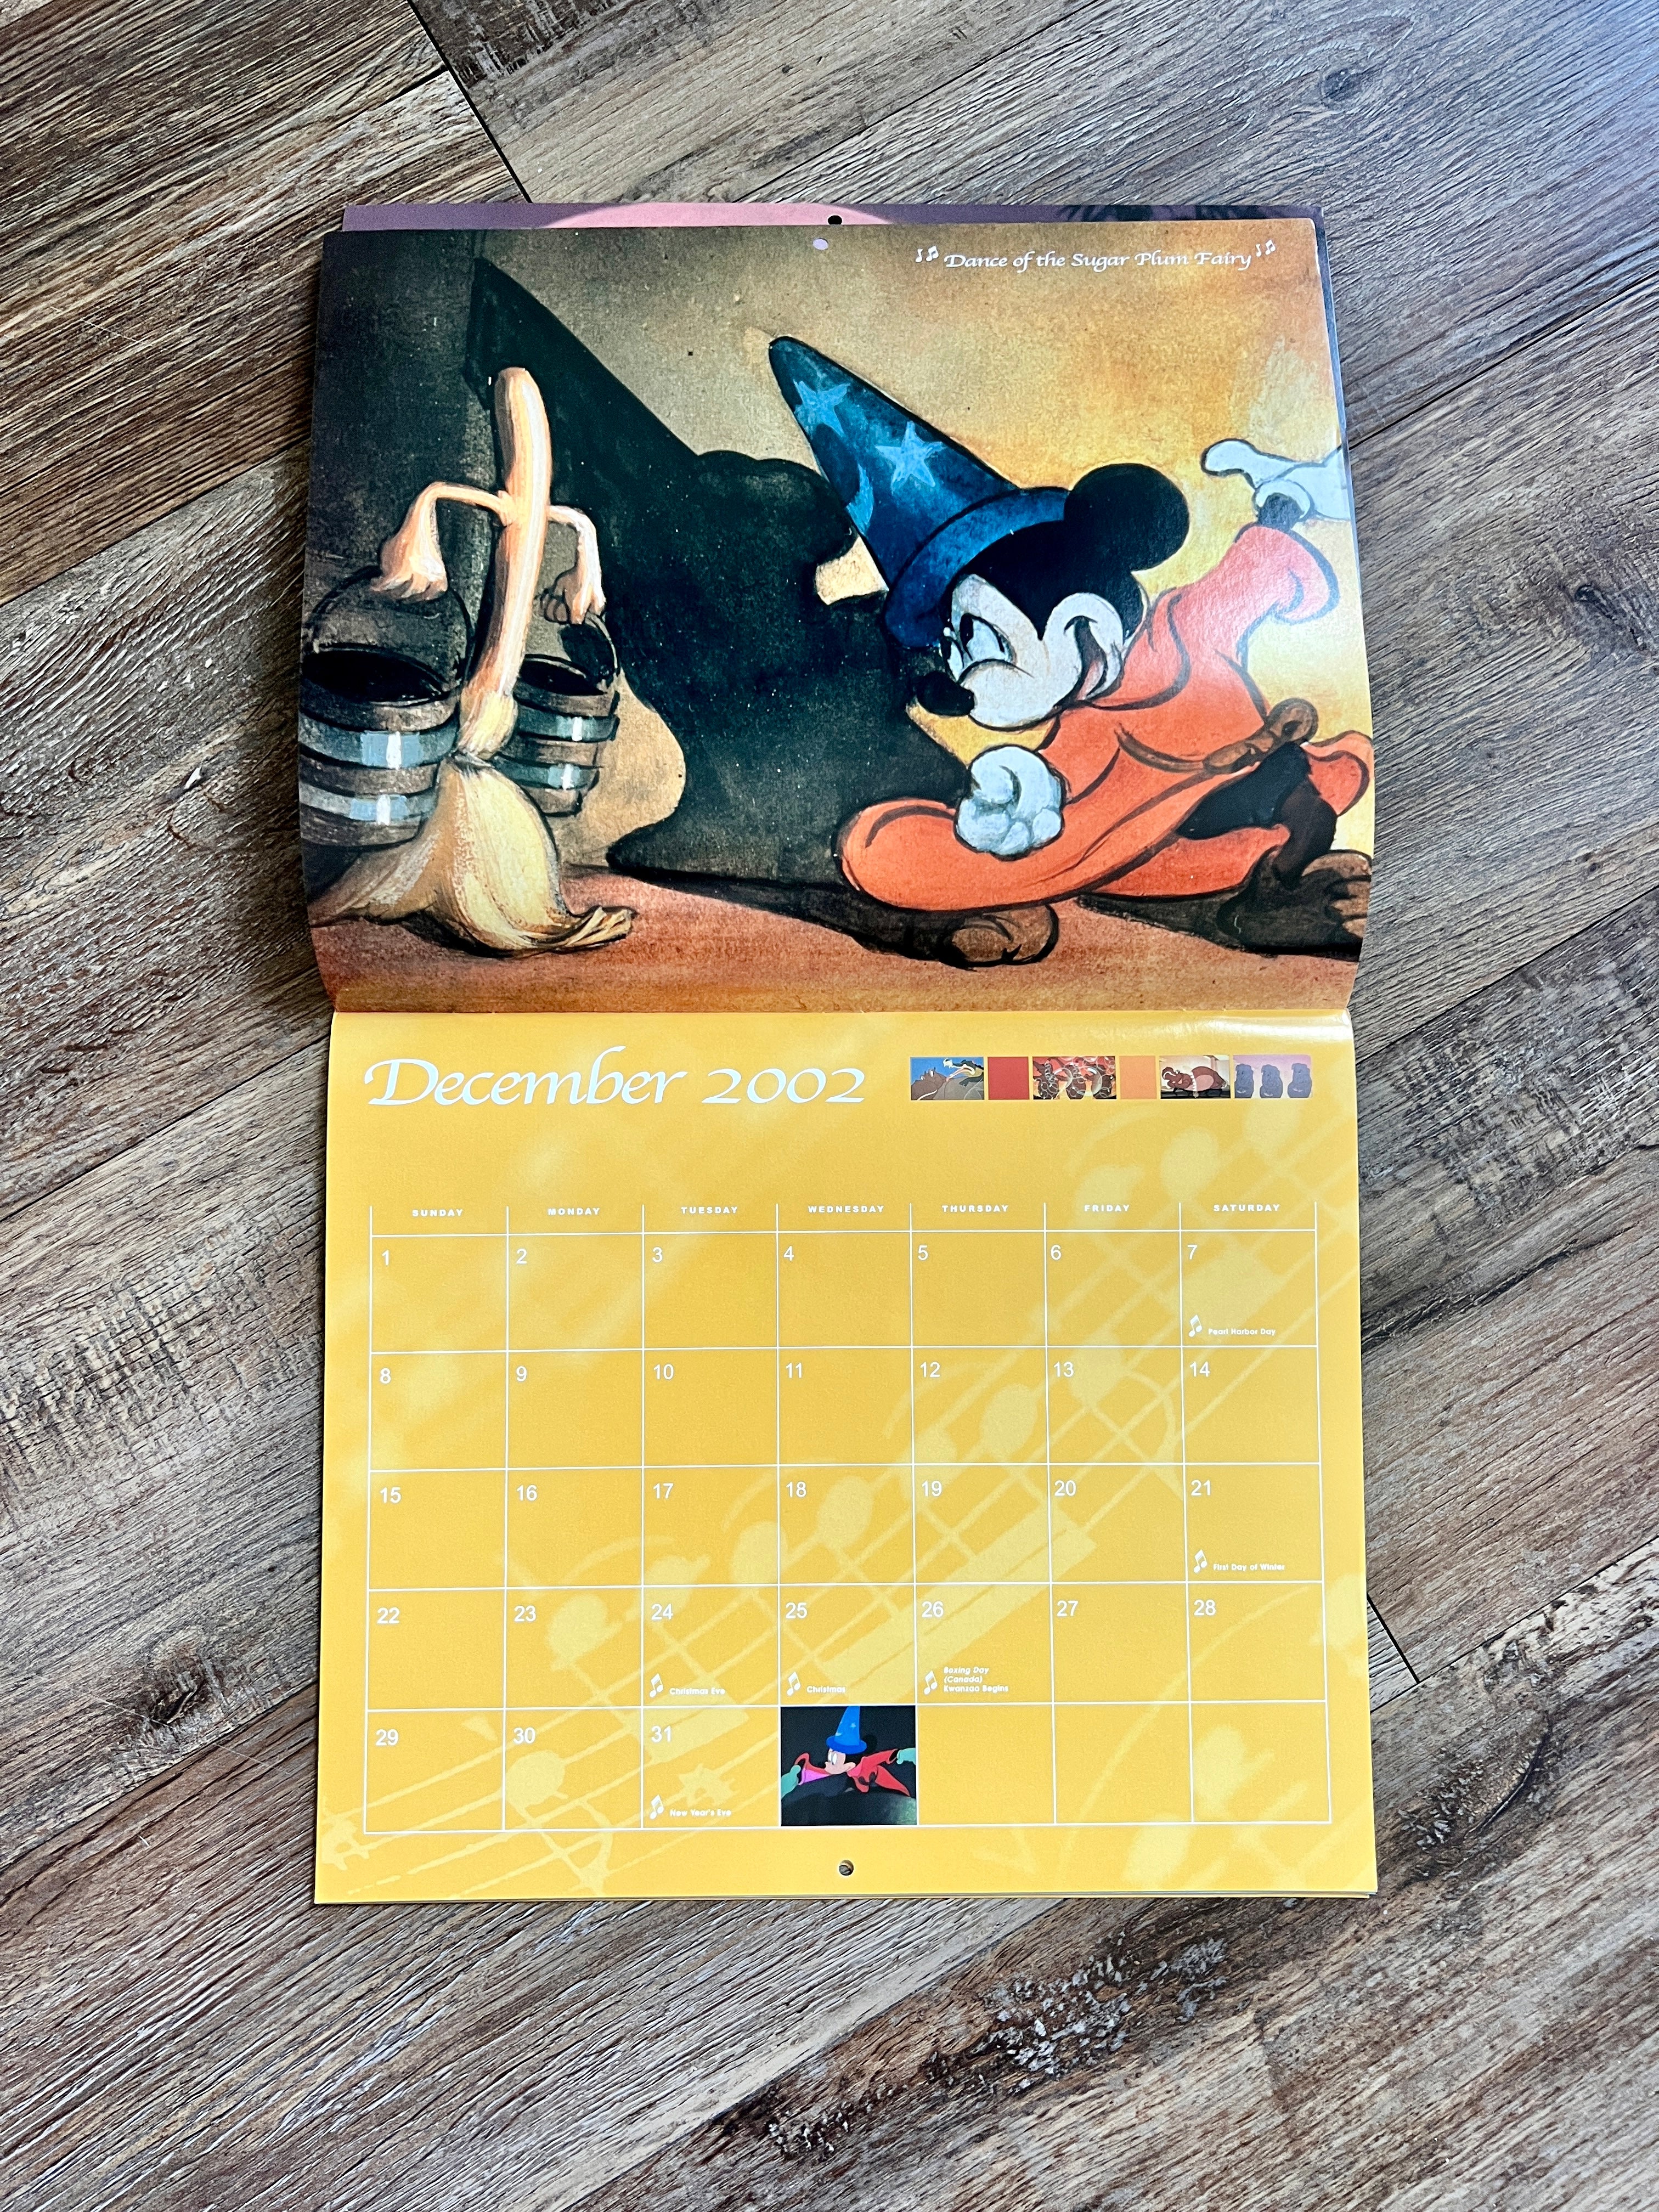 Dance of the Sugar Plum Fairy
December 2002
SUNDAY MONDAY TUESDAY WEDNESDAY THURSDAY FRIDAY SATURDAY
1 2 3 4 5 6 7
Pearl Harbor Day
8 9 10 11 12 13 14
15 16 17 18 19 20 21
First Day of Winter
22 23 24 25 26 27 28
Christmas Eve
Christmas
Boxing Day
(Canada)
Kwanzaa Begins
29 30 31
New Year's Eve